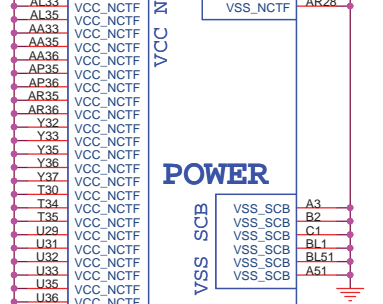 AL33 VCC_NCTF
AL35 VCC_NCTF
AA33 VCC_NCTF
AA35 VCC_NCTF
AA36 VCC_NCTF
AP35 VCC_NCTF
AP36 VCC_NCTF
AR35 VCC_NCTF
AR36 VCC_NCTF
Y32 VCC_NCTF
Y33 VCC_NCTF
Y35 VCC_NCTF
Y36 VCC_NCTF
Y37 VCC_NCTF
T30 VCC_NCTF
T34 VCC_NCTF
T35 VCC_NCTF
U29 VCC_NCTF
U31 VCC_NCTF
U32 VCC_NCTF
U33 VCC_NCTF
U35 VCC_NCTF
U36 VCC_NCTF
VCC N
VSS_NCTF AR28
POWER
VSS SCB
VSS_SCB A3
VSS_SCB B2
VSS_SCB C1
VSS_SCB BL1
VSS_SCB BL51
VSS_SCB A51